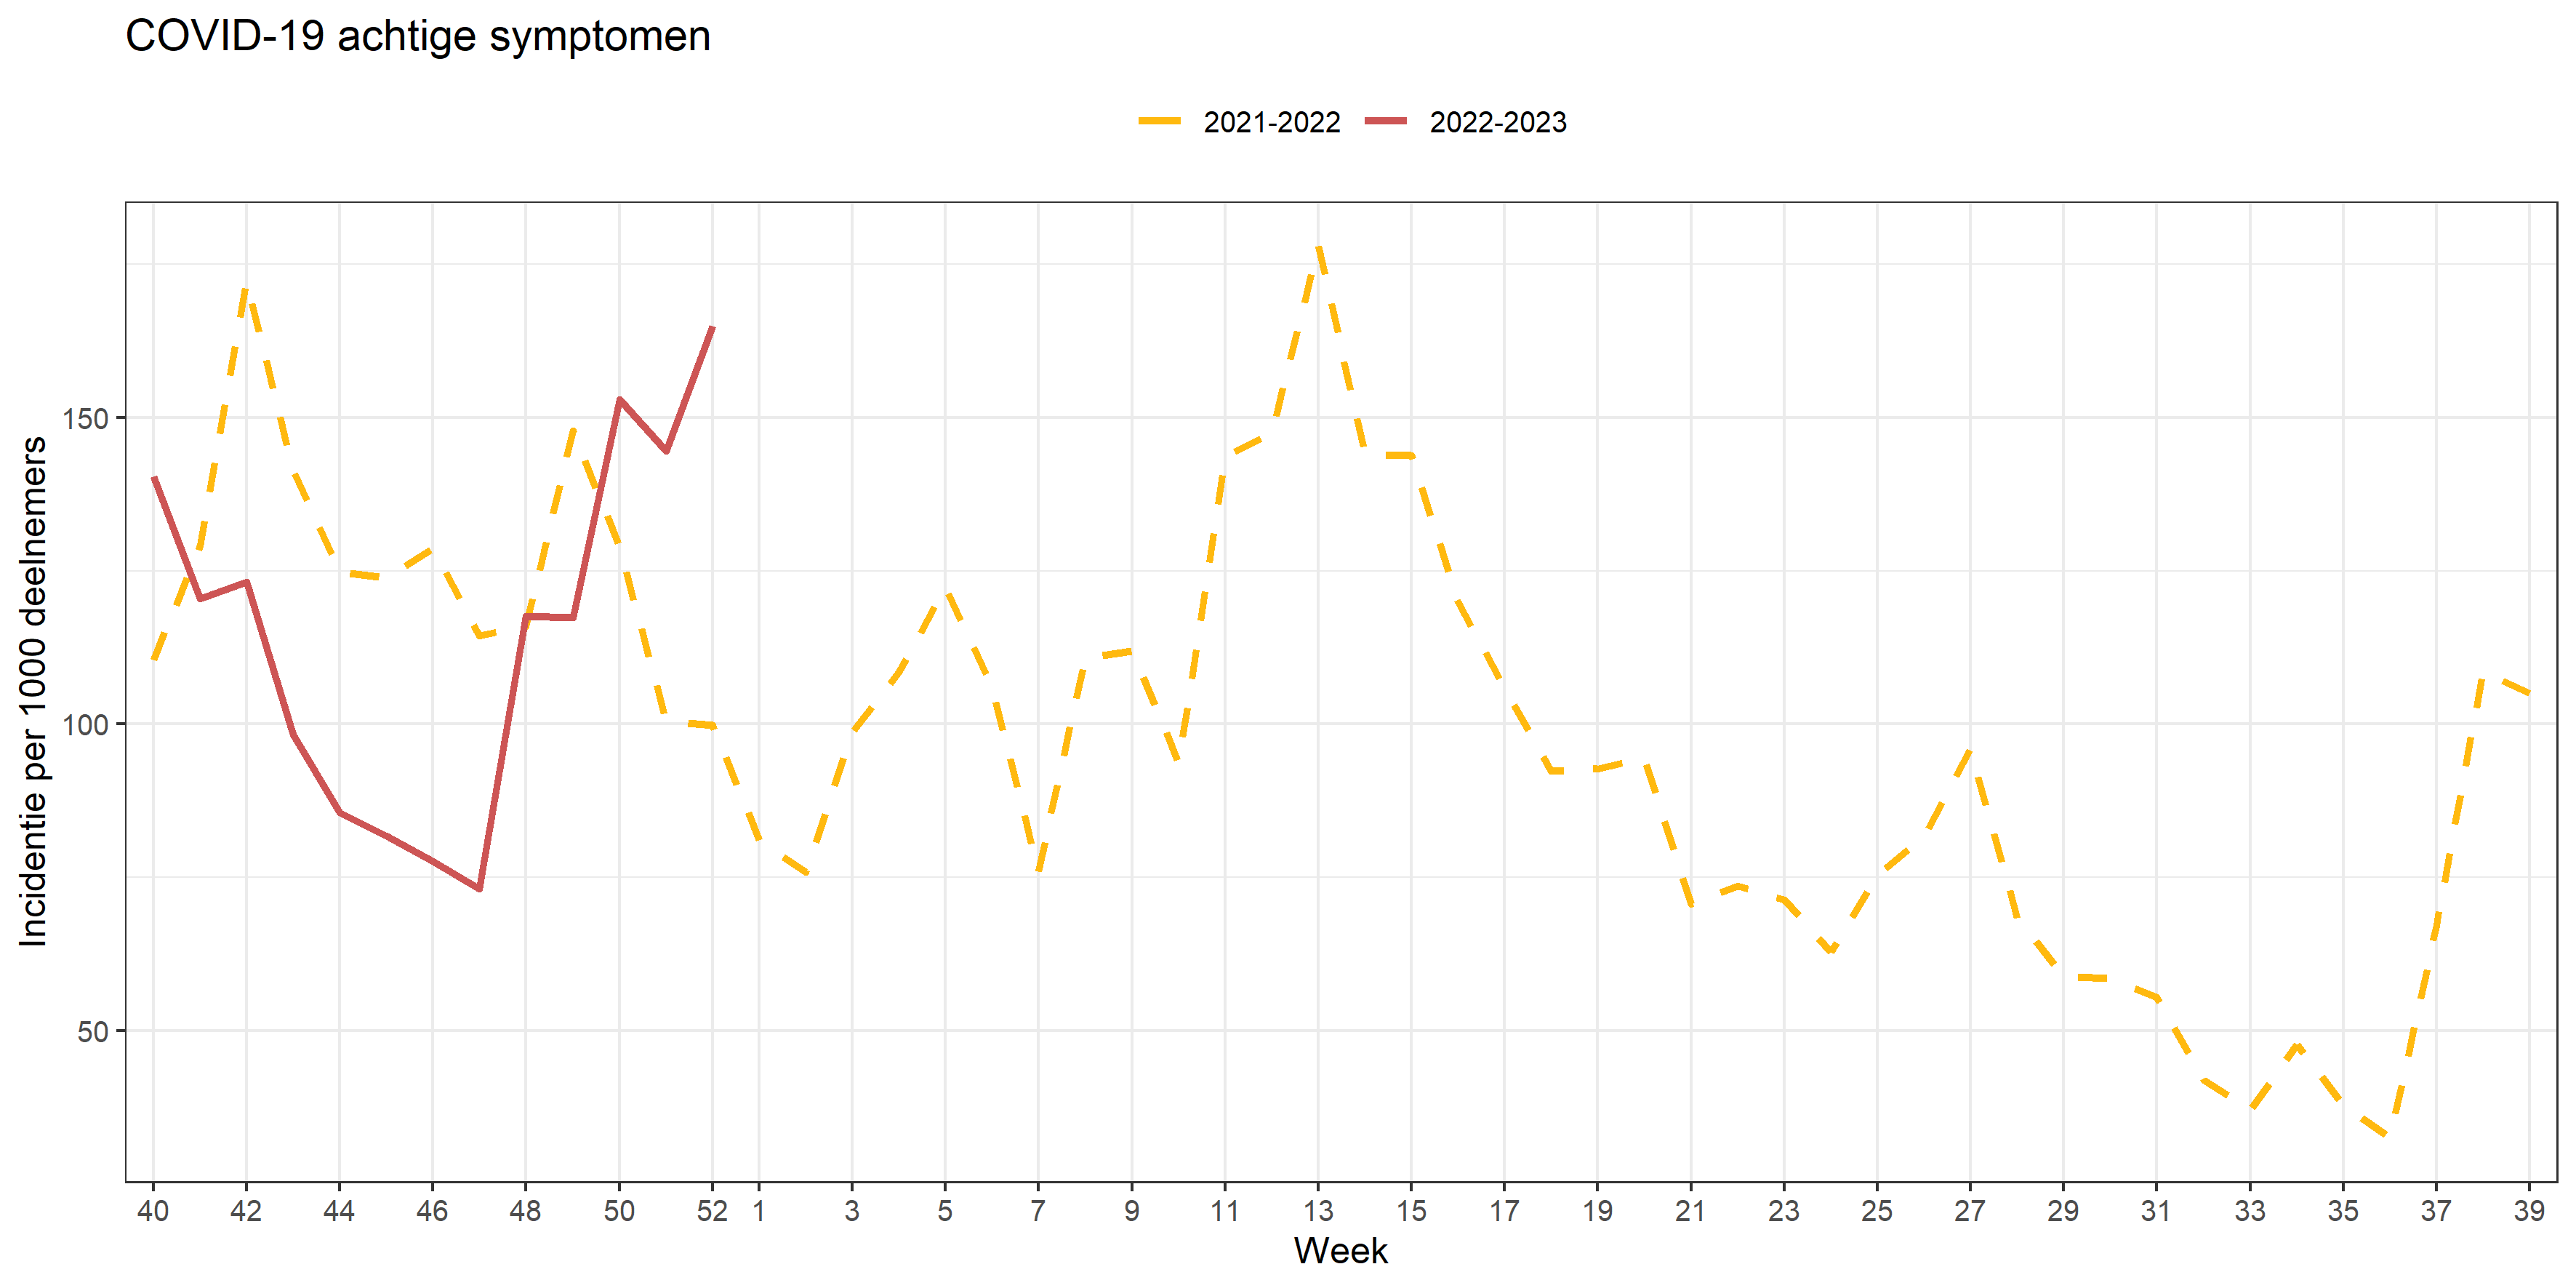 COVID-19 achtige symptomen
2021-2022 2022-2023
Incidentie per 1000 deelnemers
150
100
50
40 42 44 46 48 50 52 1 3 5 7 9 11 13 15 17 19 21 23 25 27 29 31 33 35 37 39
Week